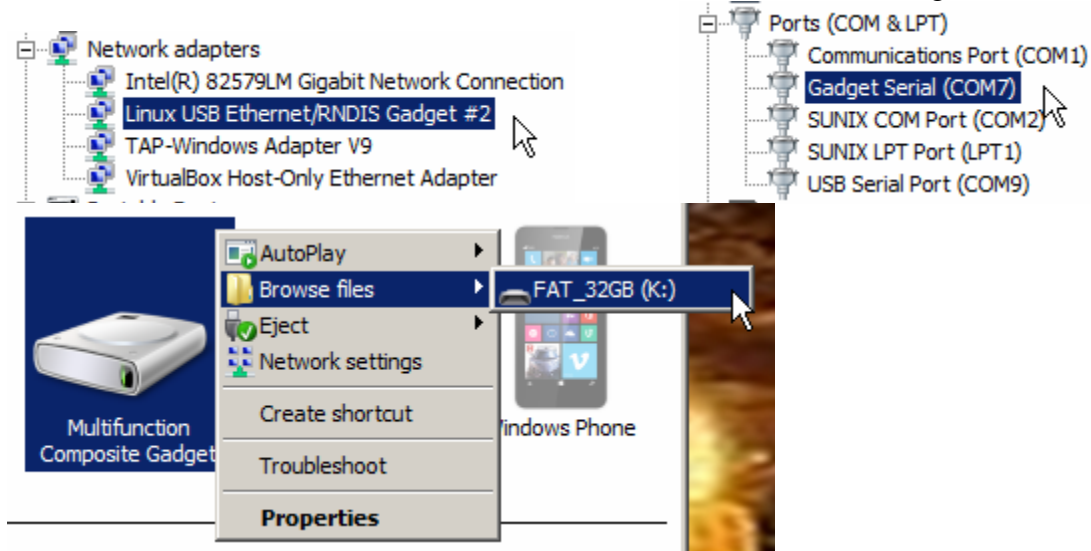 Network adapters
Intel(R) 82579LM Gigabit Network Connection
Linux USB Ethernet/RNDIS Gadget #2
TAP-Windows Adapter V9
VirtualBox Host-Only Ethernet Adapter
Ports (COM & LPT)
Communications Port (COM1)
Gadget Serial (COM7)
SUNIX COM Port (COM2)
SUNIX LPT Port (LPT1)
USB Serial Port (COM9)
Multifunction
Composite Gadget
AutoPlay
Browse files
Eject
Network settings
Create shortcut
Troubleshoot
Properties
FAT_32GB (K:)
indows Phone